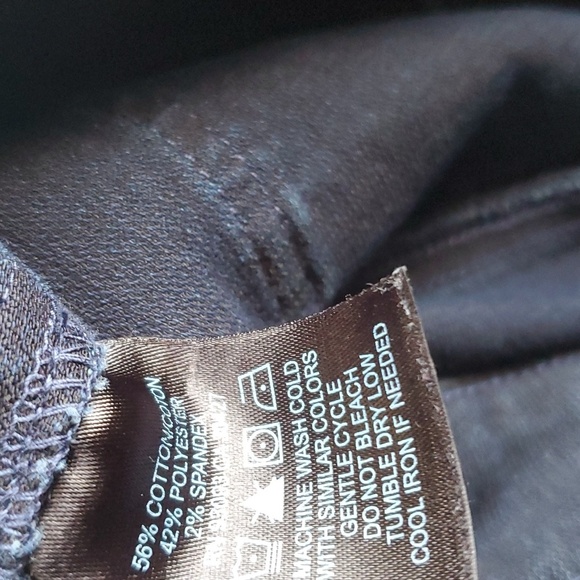 56% COTTON/COTON
42% POLYESTER
2% SPANDEX
MACHINE WASH COLD
WITH SIMILAR COLORS
GENTLE CYCLE
DO NOT BLEACH
TUMBLE DRY LOW
COOL IRON IF NEEDED